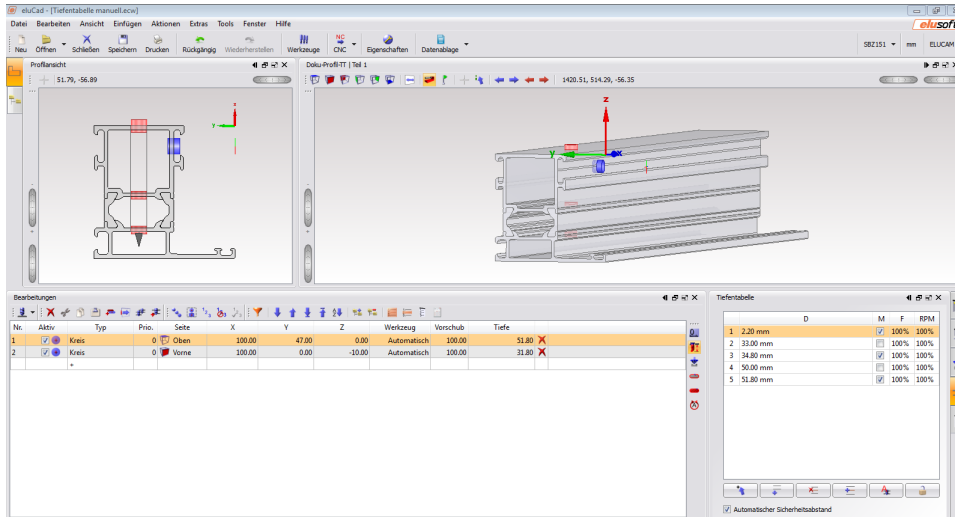 eluCad - [Tiefentabelle manuell.ecw]
Datei Bearbeiten Ansicht Einfügen Aktionen Extras Tools Fenster Hilfe
elusoft
Neu Öffnen Schließen Speichern Drucken Rückgängig Wiederherstellen Werkzeuge NC CNC Eigenschaften Datenablage SBZ151 mm ELUCAM
Profilansicht
51.79, -56.89
z
y
Doku-Profil-TT | Teil 1
1420.51, 514.29, -56.35
z
y x
Bearbeitungen
Nr. Aktiv Typ Prio. Seite X Y Z Werkzeug Vorschub Tiefe
1 Kreis 0 Oben 100.00 47.00 0.00 Automatisch 100.00 51.80
2 Kreis 0 Vorne 100.00 0.00 -10.00 Automatisch 100.00 31.80
+
Tiefentabelle
D M F RPM
1 2.20 mm 100% 100%
2 33.00 mm 100% 100%
3 34.80 mm 100% 100%
4 50.00 mm 100% 100%
5 51.80 mm 100% 100%
Automatischer Sicherheitsabstand